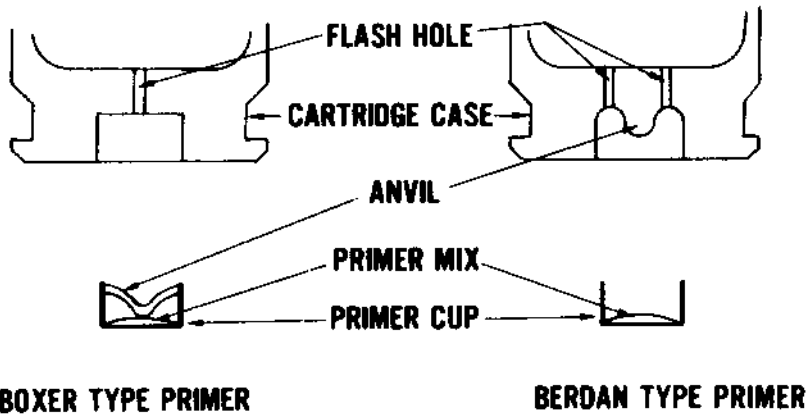 FLASH HOLE
CARTRIDGE CASE
ANVIL
PRIMER MIX
PRIMER CUP
BOXER TYPE PRIMER
BERDAN TYPE PRIMER